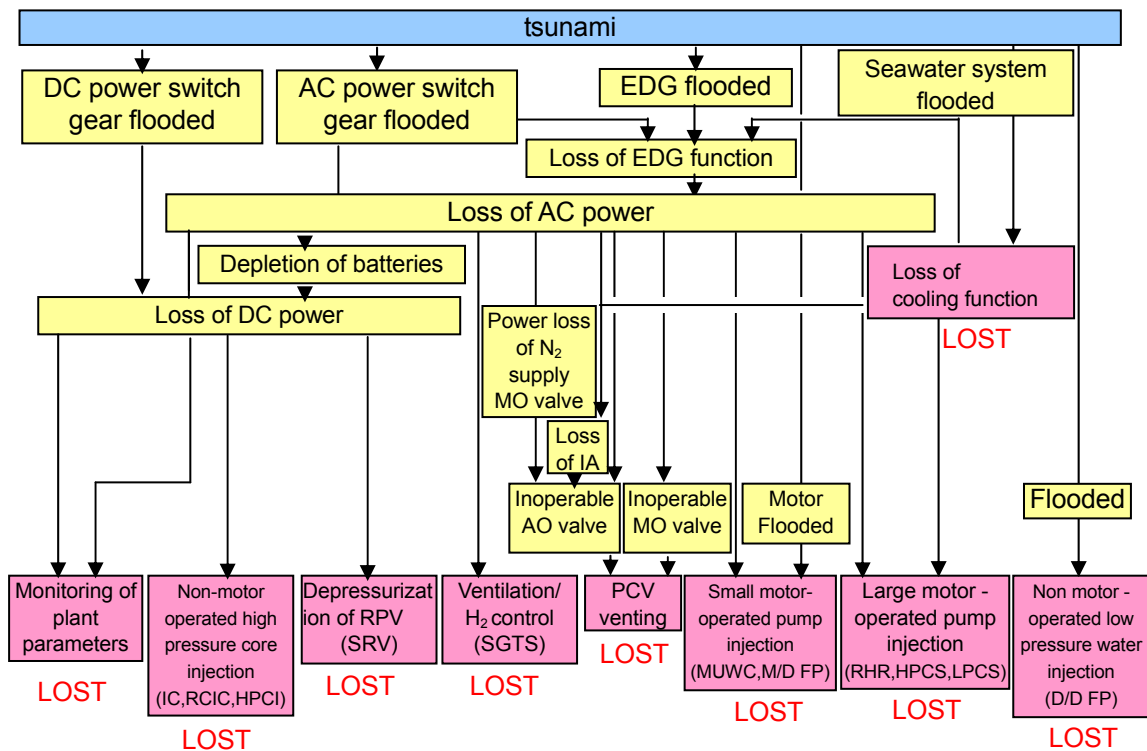 tsunami
DC power switch
gear flooded
AC power switch
gear flooded
EDG flooded
Seawater system
flooded
Loss of EDG function
Loss of AC power
Depletion of batteries
Loss of
cooling function
LOST
Loss of DC power
Power loss
of N₂
supply
MO valve
Loss
of IA
Inoperable
AO valve
Inoperable
MO valve
Motor
Flooded
Flooded
Monitoring of
plant
parameters
LOST
Non-motor
operated high
pressure core
injection
(IC,RCIC,HPCI)
LOST
Depressurizat
ion of RPV
(SRV)
LOST
Ventilation/
H₂ control
(SGTS)
LOST
PCV
venting
LOST
Small motor-
operated pump
injection
(MUWC,M/D FP)
LOST
Large motor -
operated pump
injection
(RHR,HPCS,LPCS)
LOST
Non motor -
operated low
pressure water
injection
(D/D FP)
LOST